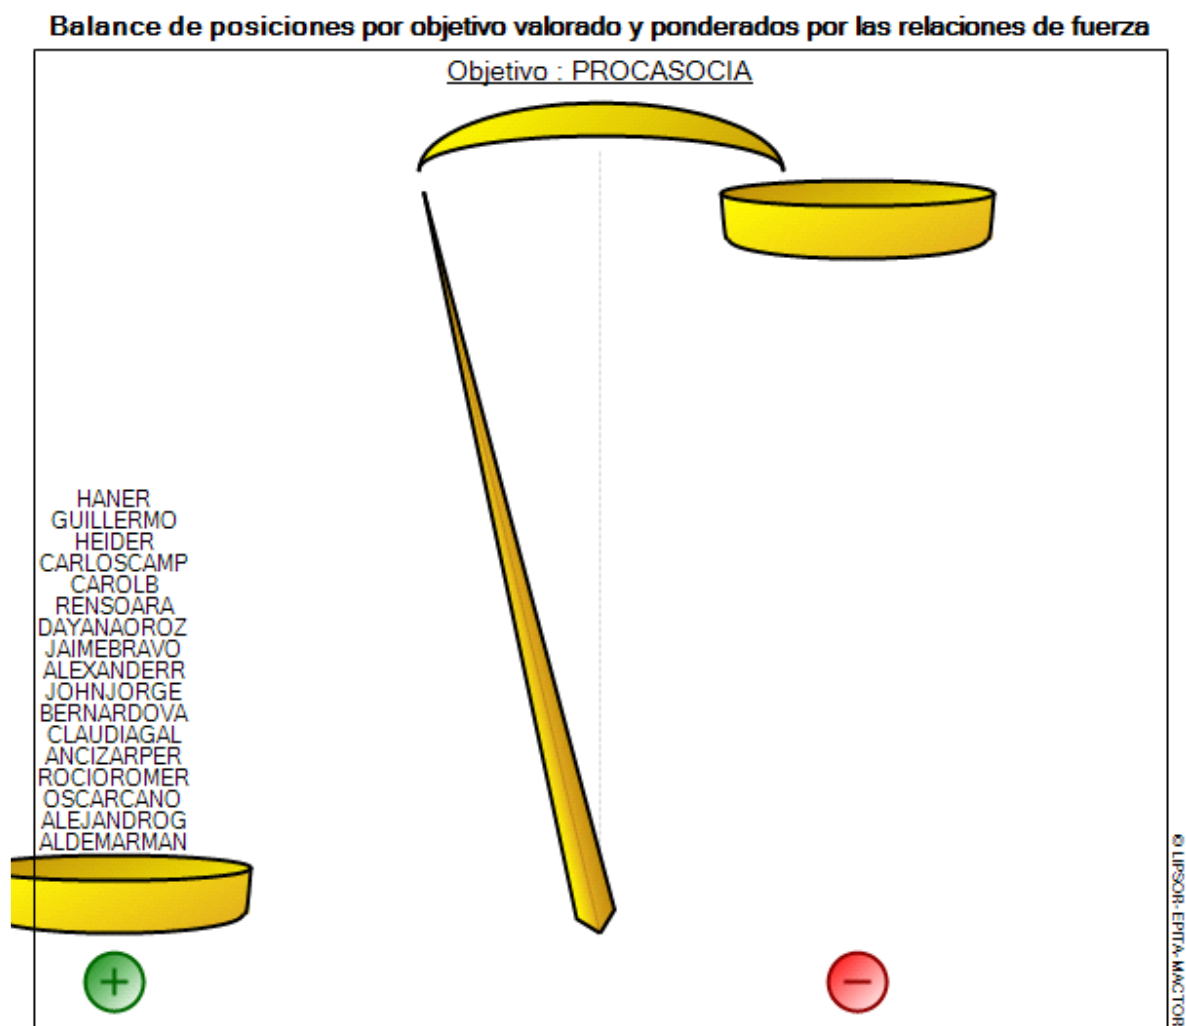 Balance de posiciones por objetivo valorado y ponderados por las relaciones de fuerza
Objetivo : PROCASOCIA
HANER
GUILLERMO
HEIDER
CARLOSCAMP
CAROLB
RENSOARA
DAYANAOROZ
JAIMEBRAVO
ALEXANDERR
JOHNJORGE
BERNARDOVA
CLAUDIAGAL
ANCIZARPER
ROCIOROMER
OSCARCANO
ALEJANDROG
ALDEMARMAN
+
−
© LIPSOR-EPITA-MACTOR